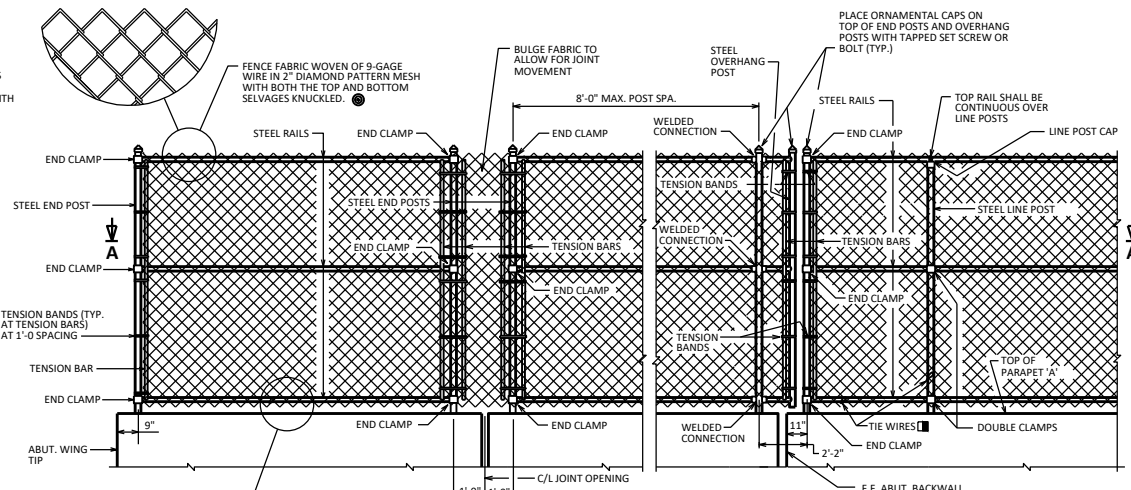 PLACE ORNAMENTAL CAPS ON
TOP OF END POSTS AND OVERHANG
POSTS WITH TAPPED SET SCREW OR
BOLT (TYP.)
BULGE FABRIC TO
ALLOW FOR JOINT
MOVEMENT
STEEL
OVERHANG
POST
FENCE FABRIC WOVEN OF 9-GAGE
WIRE IN 2" DIAMOND PATTERN MESH
WITH BOTH THE TOP AND BOTTOM
SELVAGES KNUCKLED.
8'-0" MAX. POST SPA.
STEEL RAILS
TOP RAIL SHALL BE
CONTINUOUS OVER
LINE POSTS
STEEL RAILS
END CLAMP
END CLAMP
WELDED
CONNECTION
END CLAMP
LINE POST CAP
END CLAMP
TENSION BANDS
STEEL END POST
STEEL END POSTS
STEEL LINE POST
A
WELDED
CONNECTION
A
END CLAMP
TENSION BARS
TENSION BARS
END CLAMP
END CLAMP
END CLAMP
TENSION BANDS (TYP.
AT TENSION BARS)
AT 1'-0 SPACING
TENSION
BANDS
TOP OF
PARAPET 'A'
TENSION BAR
END CLAMP
9"
END CLAMP
END CLAMP
WELDED
CONNECTION
11"
TIE WIRES
DOUBLE CLAMPS
END CLAMP
2'-2"
ABUT. WING
TIP
C/L JOINT OPENING
F.F. ABUT. BACKWALL